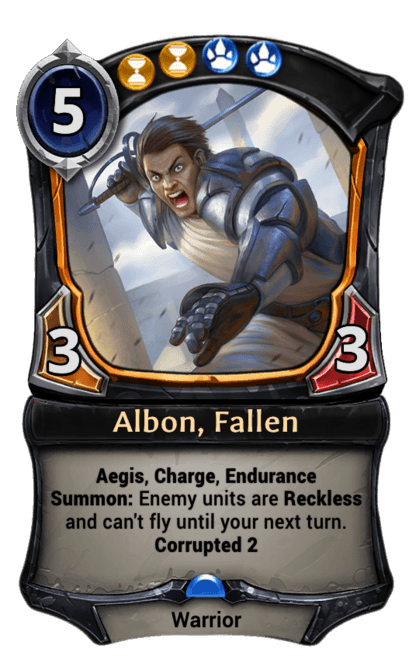 5
3
3
Albon, Fallen
Aegis, Charge, Endurance
Summon: Enemy units are Reckless
and can't fly until your next turn.
Corrupted 2
Warrior